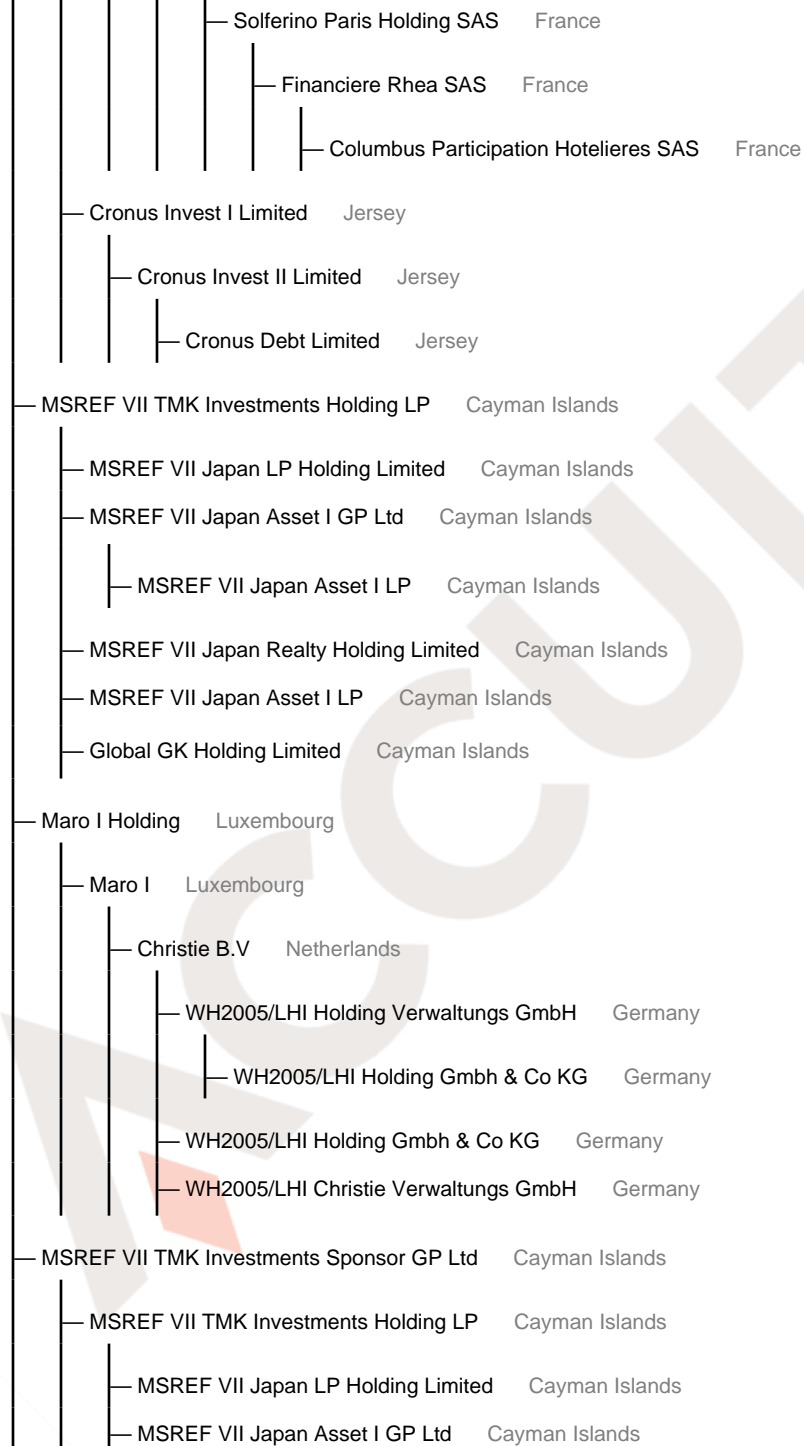 Solferino Paris Holding SAS France
Financiere Rhea SAS France
Columbus Participation Hotelieres SAS France
Cronus Invest I Limited Jersey
Cronus Invest II Limited Jersey
Cronus Debt Limited Jersey
MSREF VII TMK Investments Holding LP Cayman Islands
MSREF VII Japan LP Holding Limited Cayman Islands
MSREF VII Japan Asset I GP Ltd Cayman Islands
MSREF VII Japan Asset I LP Cayman Islands
MSREF VII Japan Realty Holding Limited Cayman Islands
MSREF VII Japan Asset I LP Cayman Islands
Global GK Holding Limited Cayman Islands
Maro I Holding Luxembourg
Maro I Luxembourg
Christie B.V Netherlands
WH2005/LHI Holding Verwaltungs GmbH Germany
WH2005/LHI Holding Gmbh & Co KG Germany
WH2005/LHI Holding Gmbh & Co KG Germany
WH2005/LHI Christie Verwaltungs GmbH Germany
MSREF VII TMK Investments Sponsor GP Ltd Cayman Islands
MSREF VII TMK Investments Holding LP Cayman Islands
MSREF VII Japan LP Holding Limited Cayman Islands
MSREF VII Japan Asset I GP Ltd Cayman Islands